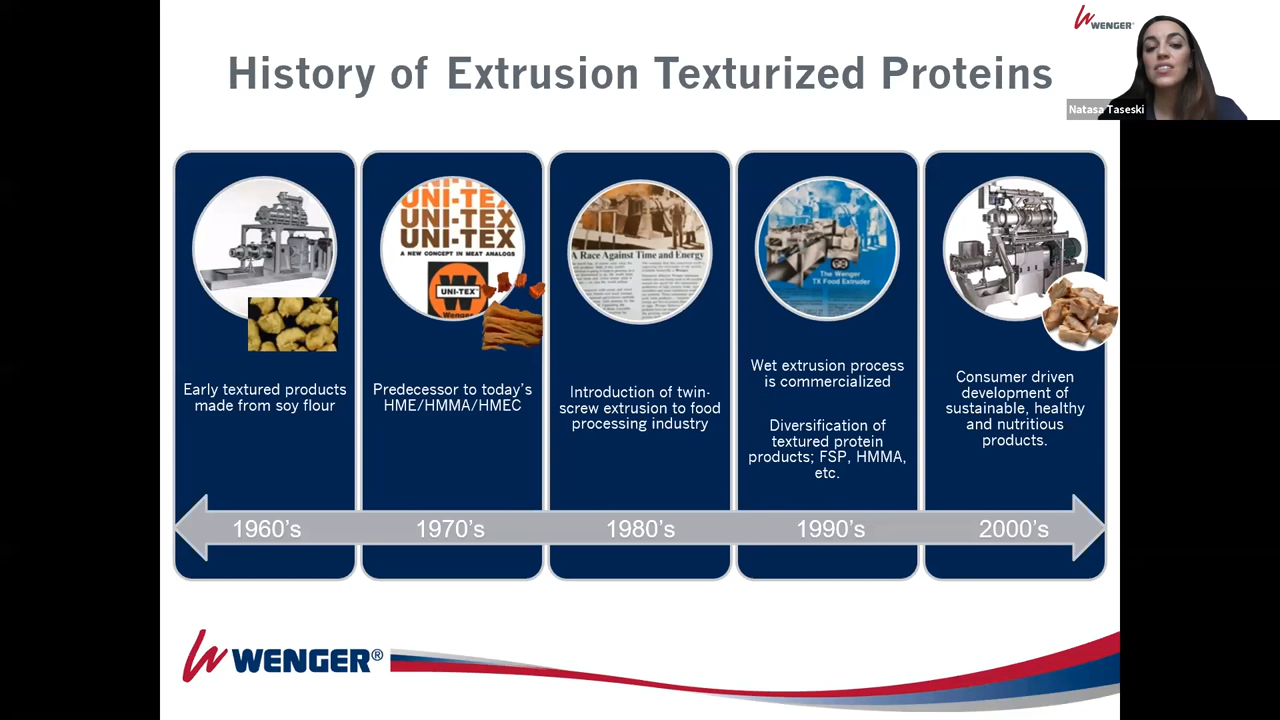 WENGER
Natasa Taseski
History of Extrusion Texturized Proteins
UNI-TEX
UNI-TEX
UNI-TEX
UNI-TEX
A NEW CONCEPT IN MEAT ANALOGS
UNI-TEX
Wenger
A Race Against Time and Energy
The Wenger
TX Food Extruder
Early textured products
made from soy flour
Predecessor to today's
HME/HMMA/HMEC
Introduction of twin-
screw extrusion to food
processing industry
Wet extrusion process
is commercialized
Diversification of
textured protein
products; FSP, HMMA,
etc.
Consumer driven
development of
sustainable, healthy
and nutritious
products.
1960's
1970's
1980's
1990's
2000's
WENGER®